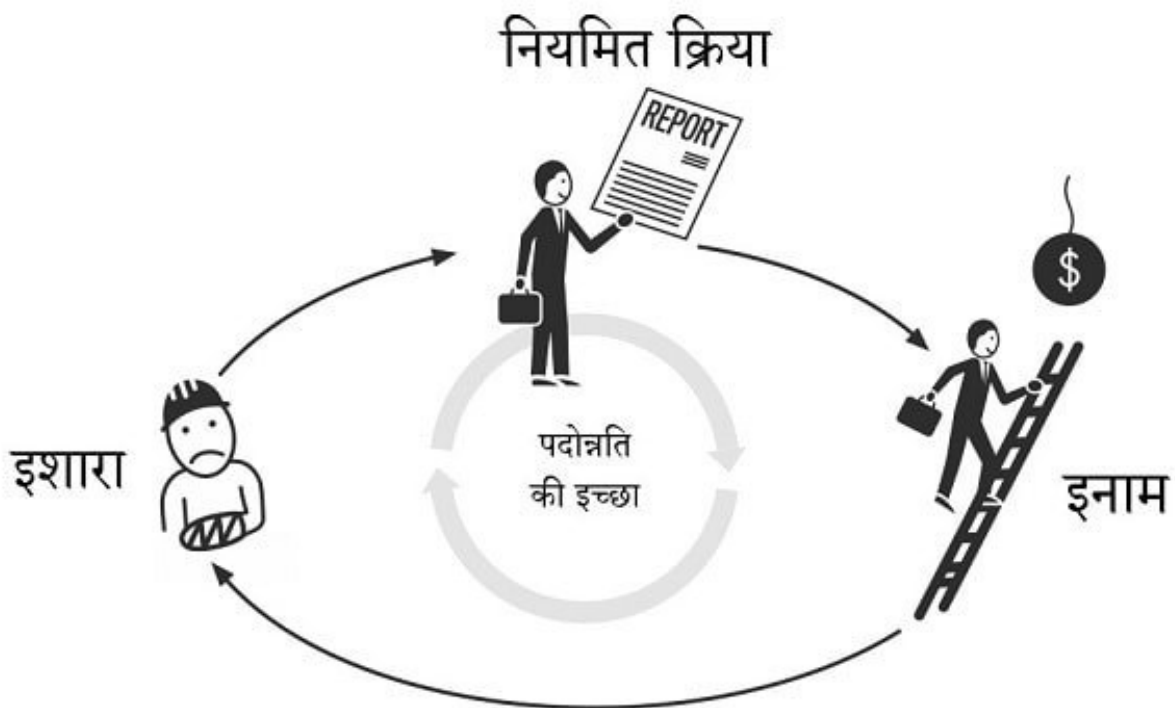 नियमित क्रिया
REPORT
$
इशारा
पदोन्नति
की इच्छा
इनाम